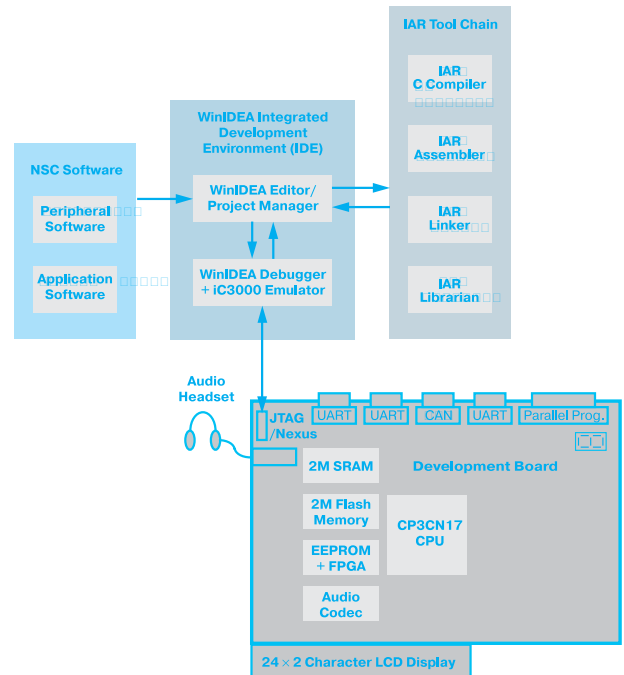 IAR Tool Chain
IAR
C Compiler
IAR
Assembler
IAR
Linker
IAR
Librarian
WinIDEA Integrated
Development
Environment (IDE)
WinIDEA Editor/
Project Manager
WinIDEA Debugger
+ iC3000 Emulator
NSC Software
Peripheral
Software
Application
Software
Audio
Headset
JTAG
/Nexus
UART
UART
CAN
UART
Parallel Prog.
2M SRAM
Development Board
2M Flash
Memory
CP3CN17
CPU
EEPROM
+ FPGA
Audio
Codec
24 × 2 Character LCD Display